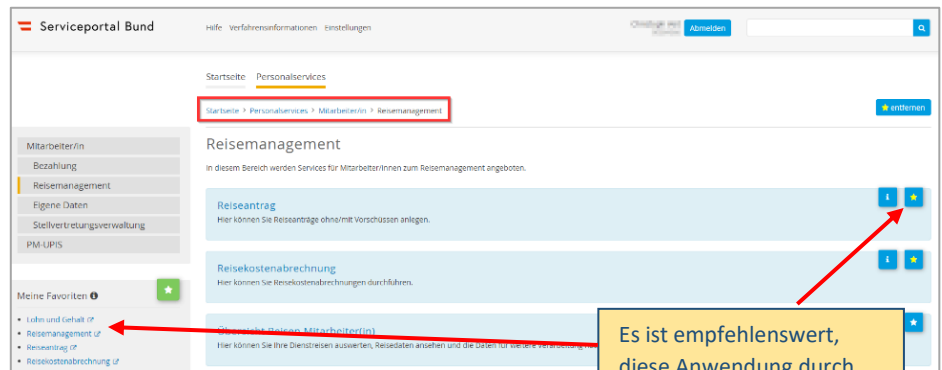 Serviceportal Bund
Hilfe Verfahrensinformationen Einstellungen
Abmelden
Startseite Personalservices
Startseite > Personalservices > Mitarbeiter/in > Reisemanagement
entfernen
Mitarbeiter/in
Bezahlung
Reisemanagement
Eigene Daten
Stellvertretungsverwaltung
PM-UPIS
Meine Favoriten
Lohn und Gehalt
Reisemanagement
Reiseantrag
Reisekostenabrechnung
Reisemanagement
In diesem Bereich werden Services für Mitarbeiter/innen zum Reisemanagement angeboten.
Reiseantrag
Hier können Sie Reiseanträge ohne/mit Vorschüssen anlegen.
Reisekostenabrechnung
Hier können Sie Reisekostenabrechnungen durchführen.
Übersicht Reisen Mitarbeiter(in)
Hier können Sie Ihre Dienstreisen auswerten, Reisedaten ansehen und die Daten für weitere
Es ist empfehlenswert,
diese Anwendung durch